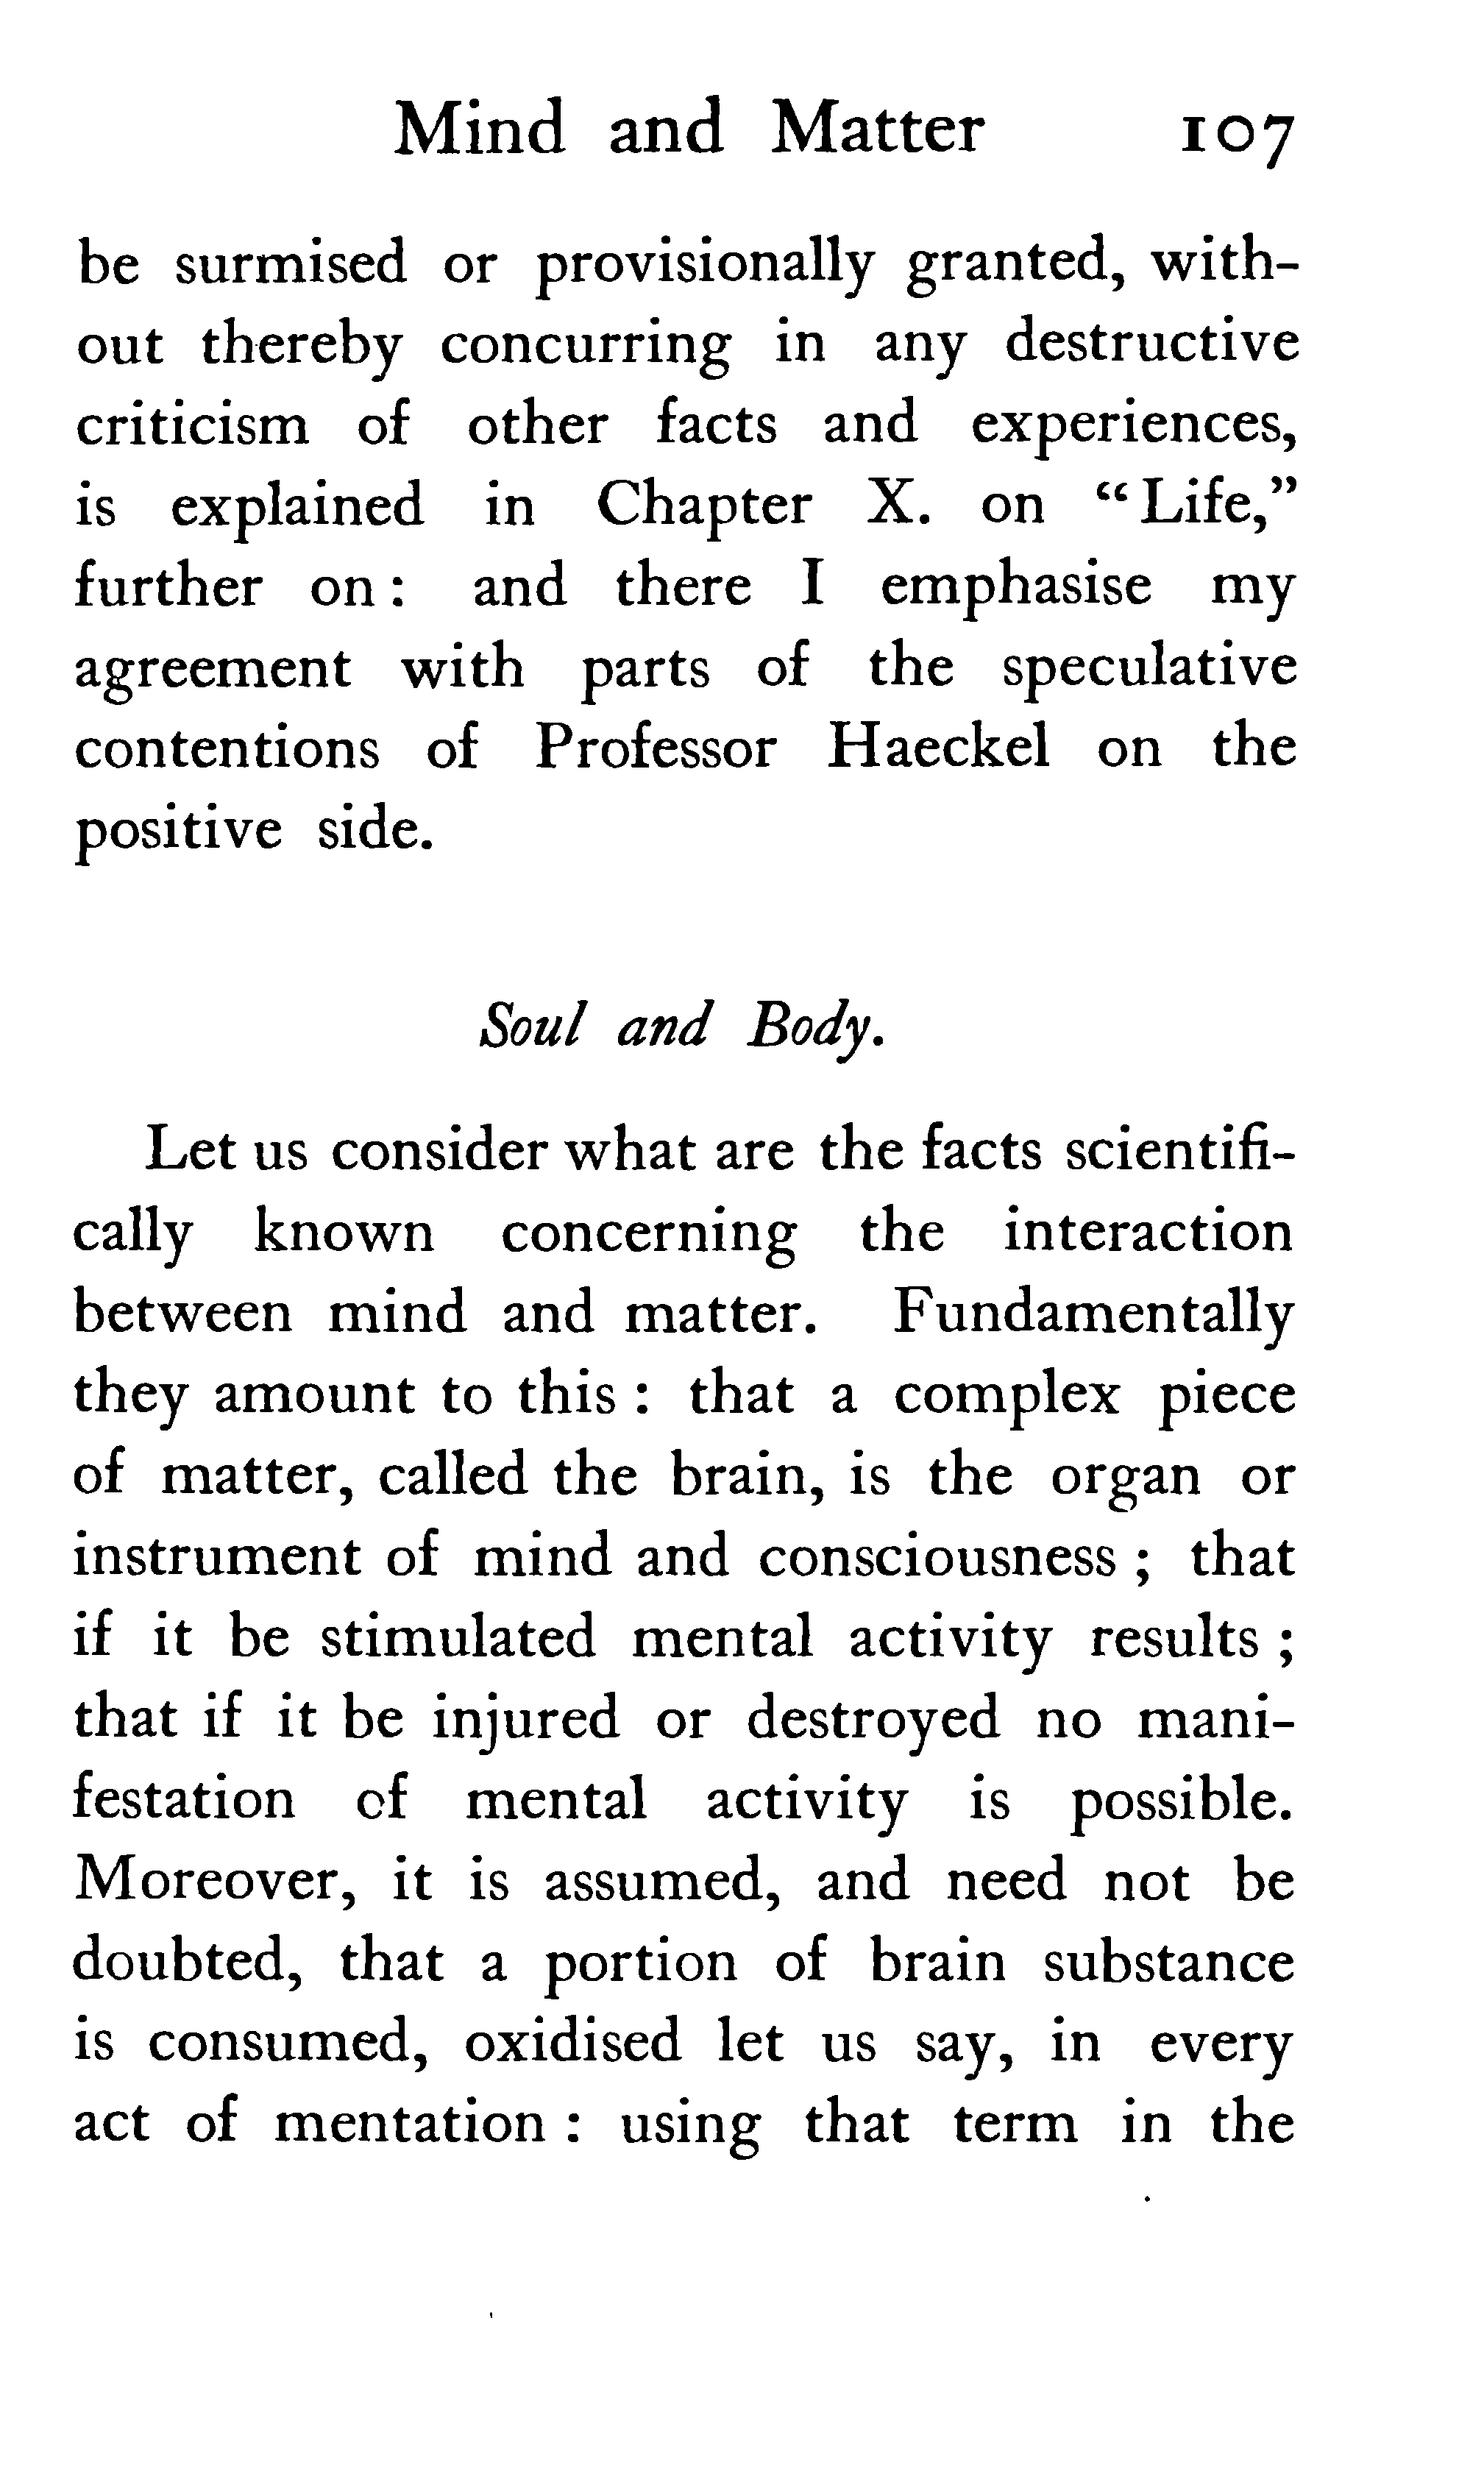 Mind and Matter 107
be surmised or provisionally granted, with-
out thereby concurring in any destructive
criticism of other facts and experiences,
is explained in Chapter X. on “Life,”
further on : and there I emphasise my
agreement with parts of the speculative
contentions of Professor Haeckel on the
positive side.
Soul and Body.
Let us consider what are the facts scientifi-
cally known concerning the interaction
between mind and matter. Fundamentally
they amount to this : that a complex piece
of matter, called the brain, is the organ or
instrument of mind and consciousness ; that
if it be stimulated mental activity results ;
that if it be injured or destroyed no mani-
festation of mental activity is possible.
Moreover, it is assumed, and need not be
doubted, that a portion of brain substance
is consumed, oxidised let us say, in every
act of mentation : using that term in the